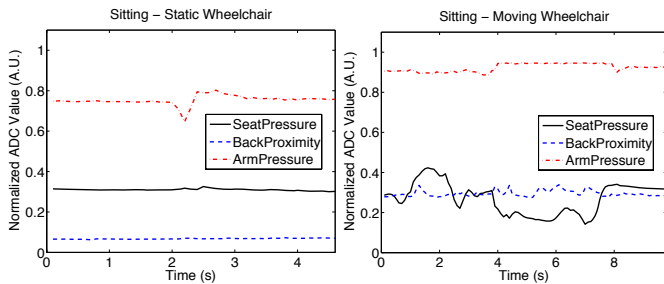 Sitting − Static Wheelchair
Normalized ADC Value (A.U.)
1
0.8
0.6
0.4
0.2
0
SeatPressure
BackProximity
ArmPressure
0 1 2 3 4
Time (s)
Sitting − Moving Wheelchair
Normalized ADC Value (A.U.)
1
0.8
0.6
0.4
0.2
0
SeatPressure
BackProximity
ArmPressure
0 2 4 6 8
Time (s)